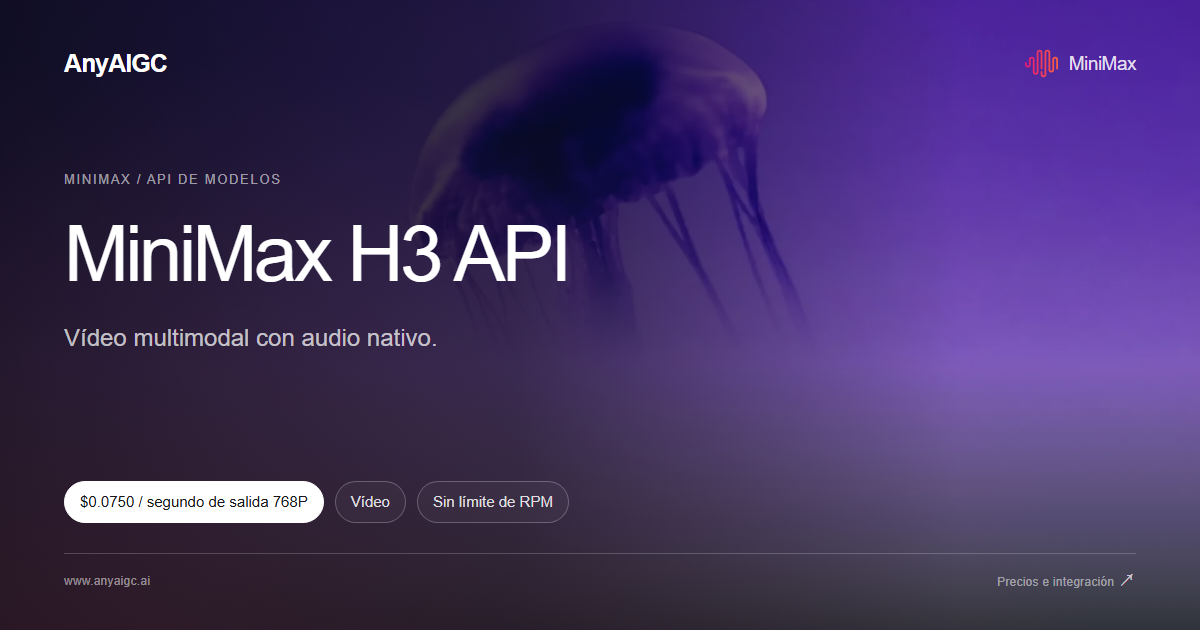 AnyAIGC
MiniMax
MINIMAX / API DE MODELOS
MiniMax H3 API
Vídeo multimodal con audio nativo.
$0.0750 / segundo de salida 768P
Vídeo
Sin límite de RPM
www.anyaigc.ai
Precios e integración ↗